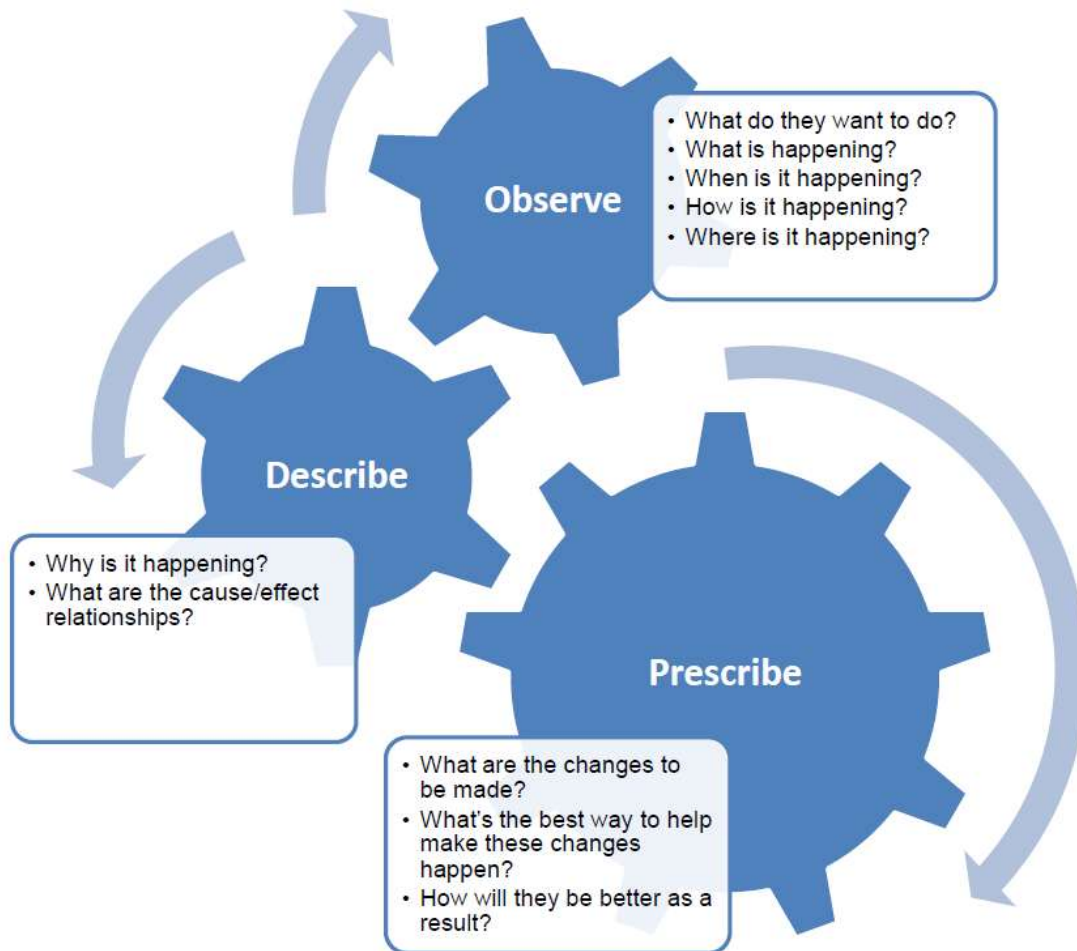 Observe
• What do they want to do?
• What is happening?
• When is it happening?
• How is it happening?
• Where is it happening?
Describe
• Why is it happening?
• What are the cause/effect
relationships?
Prescribe
• What are the changes to
be made?
• What's the best way to help
make these changes
happen?
• How will they be better as a
result?